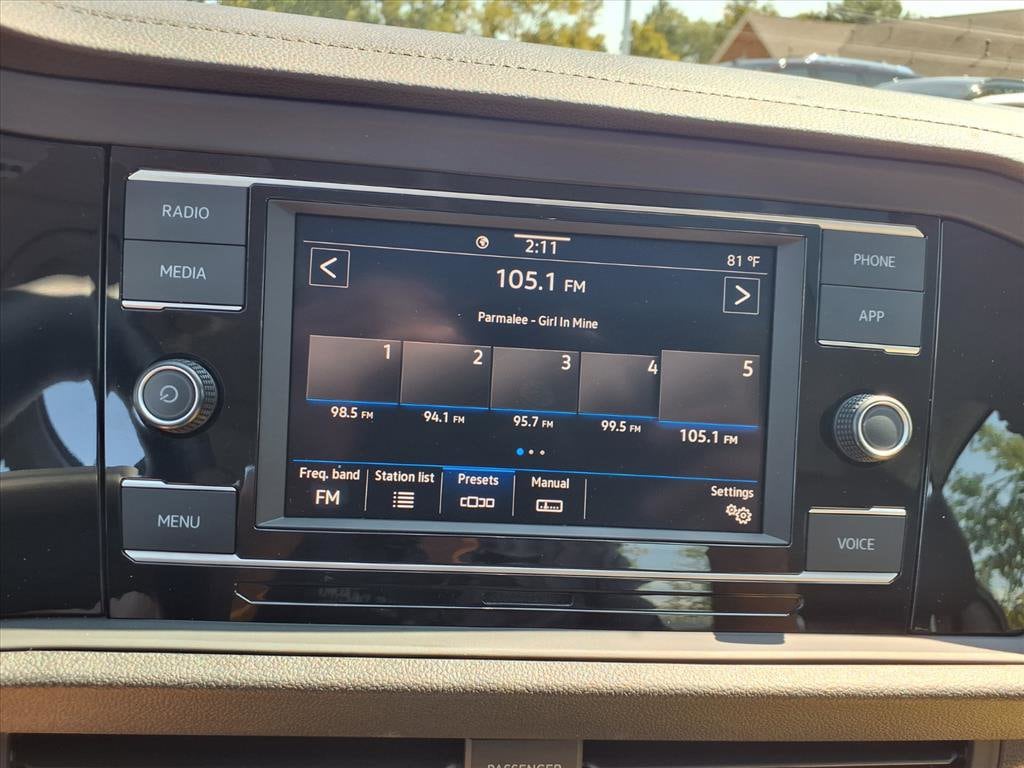 RADIO
MEDIA
MENU
2:11
81 °F
<
105.1 FM
>
Parmalee - Girl In Mine
1 2 3 4 5
98.5 FM 94.1 FM 95.7 FM 99.5 FM 105.1 FM
Freq. band Station list Presets Manual Settings
FM
PHONE
APP
VOICE
PASSENGER